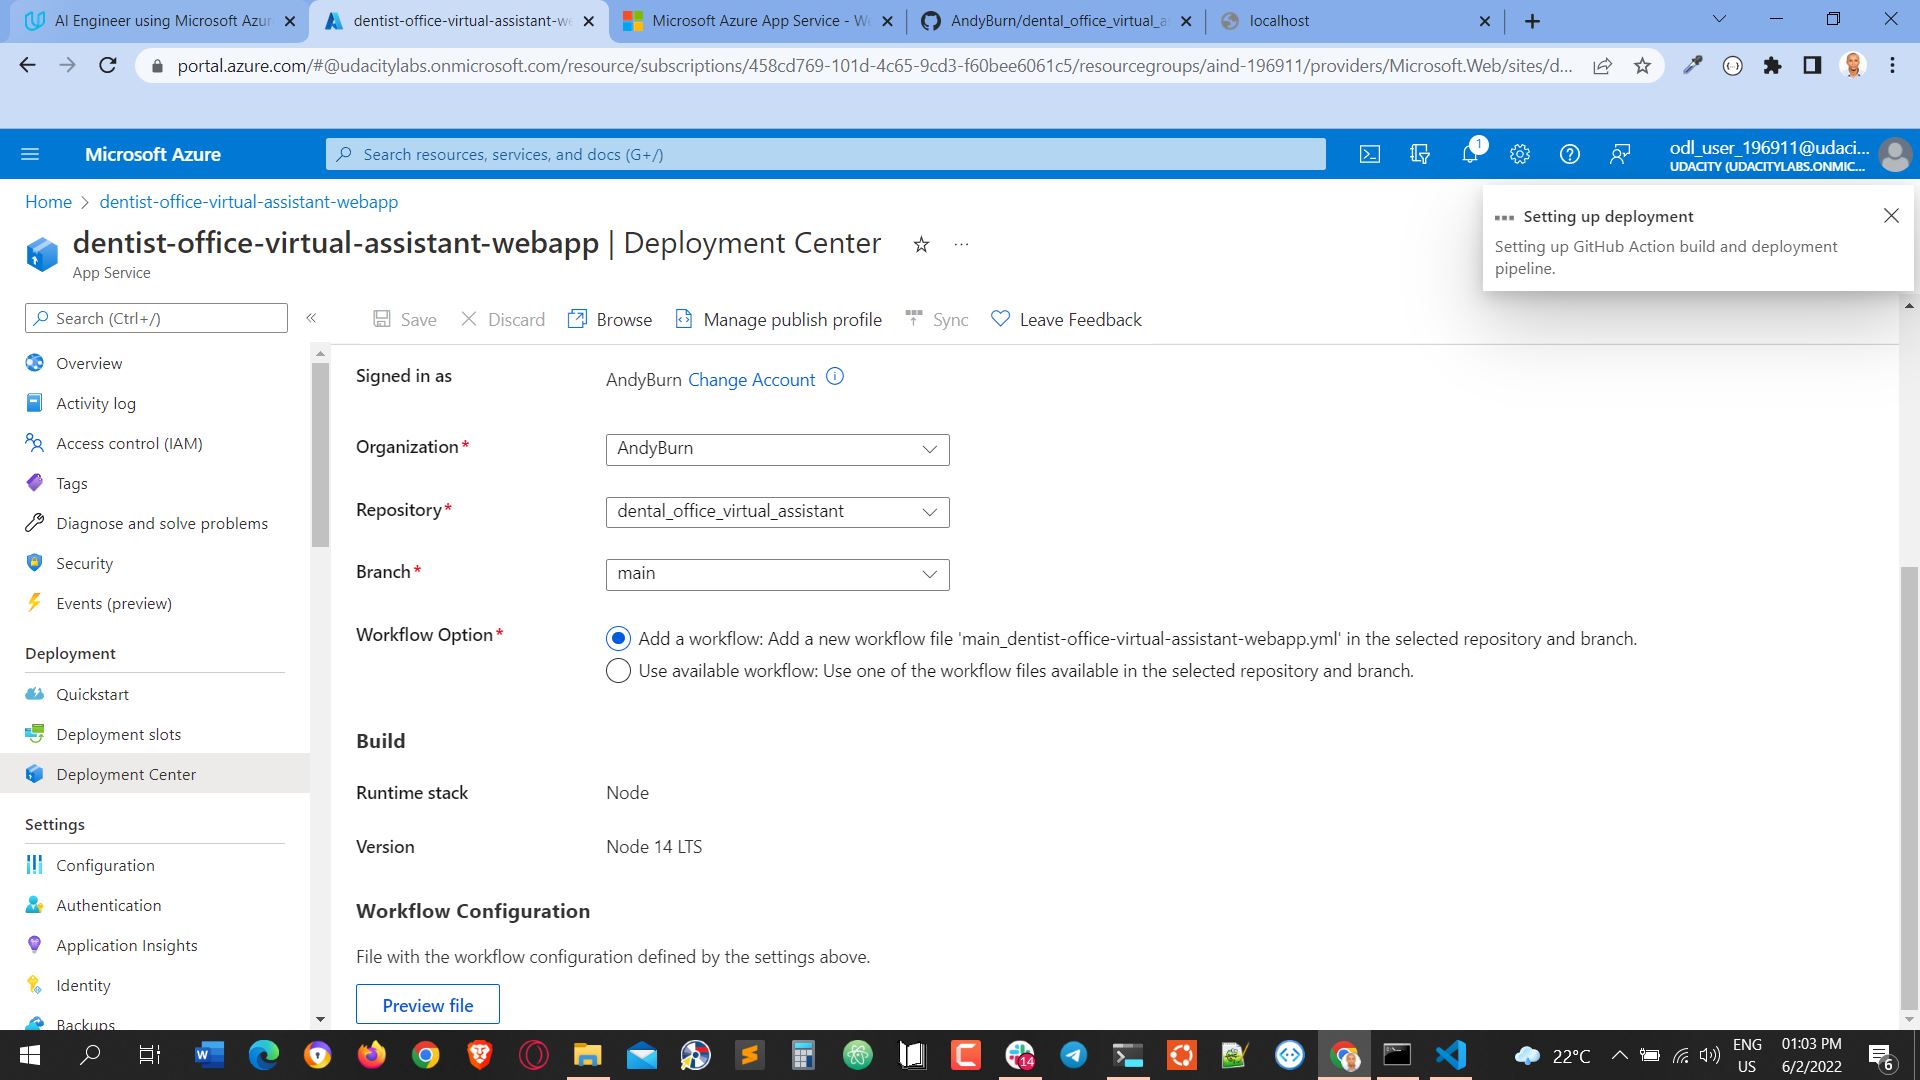 AI Engineer using Microsoft Azur
dentist-office-virtual-assistant-we
Microsoft Azure App Service - We
AndyBurn/dental_office_virtual_a
localhost
portal.azure.com/#@udacitylabs.onmicrosoft.com/resource/subscriptions/458cd769-101d-4c65-9cd3-f60bee6061c5/resourcegroups/aind-196911/providers/Microsoft.Web/sites/d...
Microsoft Azure
Search resources, services, and docs (G+/)
1
odl_user_196911@udaci...
UDACITY (UDACITYLABS.ONMIC...
Home > dentist-office-virtual-assistant-webapp
Setting up deployment
Setting up GitHub Action build and deployment
pipeline.
dentist-office-virtual-assistant-webapp | Deployment Center
App Service
Search (Ctrl+/)
Save
Discard
Browse
Manage publish profile
Sync
Leave Feedback
Overview
Activity log
Access control (IAM)
Tags
Diagnose and solve problems
Security
Events (preview)
Deployment
Quickstart
Deployment slots
Deployment Center
Settings
Configuration
Authentication
Application Insights
Identity
Backups
Signed in as
AndyBurn Change Account
Organization*
AndyBurn
Repository*
dental_office_virtual_assistant
Branch*
main
Workflow Option*
Add a workflow: Add a new workflow file 'main_dentist-office-virtual-assistant-webapp.yml' in the selected repository and branch.
Use available workflow: Use one of the workflow files available in the selected repository and branch.
Build
Runtime stack
Node
Version
Node 14 LTS
Workflow Configuration
File with the workflow configuration defined by the settings above.
Preview file
14
22°C
ENG
US
01:03 PM
6/2/2022
6